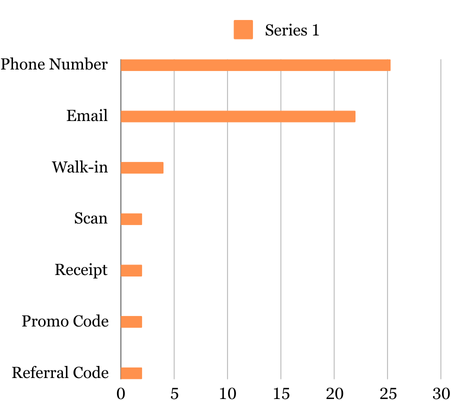 Series 1
Phone Number
Email
Walk-in
Scan
Receipt
Promo Code
Referral Code
0 5 10 15 20 25 30